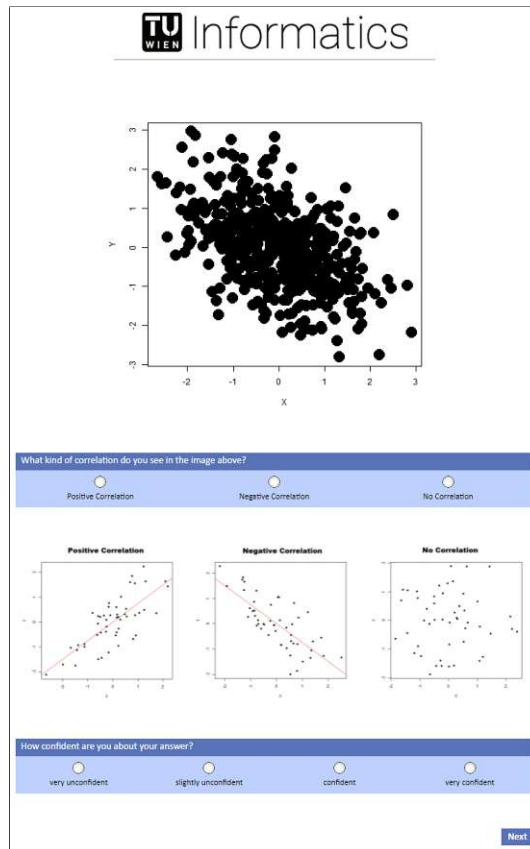 TU
WIEN
Informatics
3
2
1
0
-1
-2
-3
Y
-2 -1 0 1 2 3
X
What kind of correlation do you see in the image above?
Positive Correlation Negative Correlation No Correlation
Positive Correlation Negative Correlation No Correlation
How confident are you about your answer?
very unconfident slightly unconfident confident very confident
Next